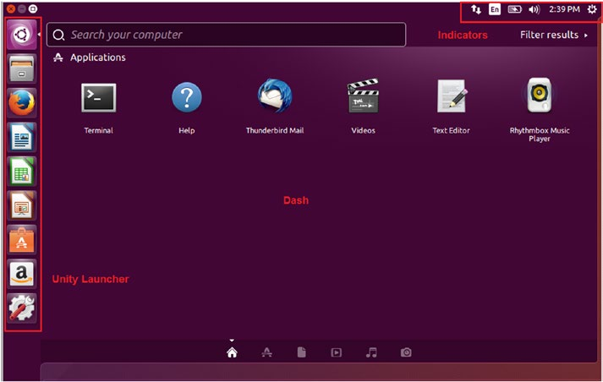 En
2:39 PM
Search your computer
Indicators
Filter results
Applications
>_
Terminal
?
Help
Thunderbird Mail
Videos
Text Editor
Rhythmbox Music
Player
Dash
a
Unity Launcher